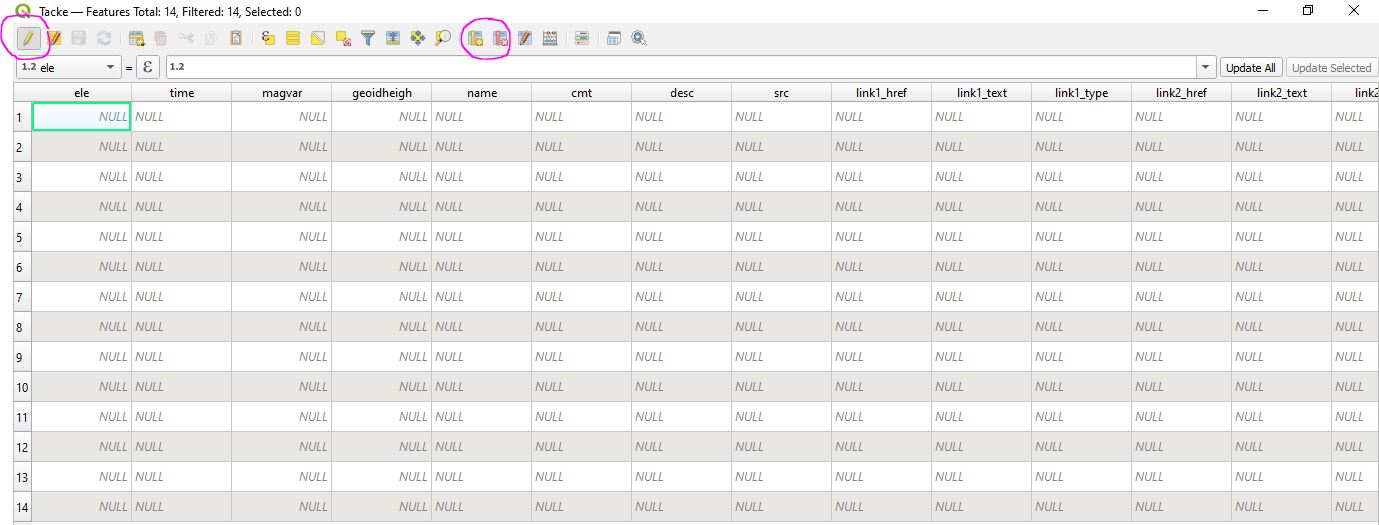 Tacke — Features Total: 14, Filtered: 14, Selected: 0
1.2 ele = ε 1.2 Update All Update Selected
ele time magvar geoidheigh name cmt desc src link1_href link1_text link1_type link2_href link2_text link2
1 NULL NULL NULL NULL NULL NULL NULL NULL NULL NULL NULL NULL NULL NULL
2 NULL NULL NULL NULL NULL NULL NULL NULL NULL NULL NULL NULL NULL NULL
3 NULL NULL NULL NULL NULL NULL NULL NULL NULL NULL NULL NULL NULL NULL
4 NULL NULL NULL NULL NULL NULL NULL NULL NULL NULL NULL NULL NULL NULL
5 NULL NULL NULL NULL NULL NULL NULL NULL NULL NULL NULL NULL NULL NULL
6 NULL NULL NULL NULL NULL NULL NULL NULL NULL NULL NULL NULL NULL NULL
7 NULL NULL NULL NULL NULL NULL NULL NULL NULL NULL NULL NULL NULL NULL
8 NULL NULL NULL NULL NULL NULL NULL NULL NULL NULL NULL NULL NULL NULL
9 NULL NULL NULL NULL NULL NULL NULL NULL NULL NULL NULL NULL NULL NULL
10 NULL NULL NULL NULL NULL NULL NULL NULL NULL NULL NULL NULL NULL NULL
11 NULL NULL NULL NULL NULL NULL NULL NULL NULL NULL NULL NULL NULL NULL
12 NULL NULL NULL NULL NULL NULL NULL NULL NULL NULL NULL NULL NULL NULL
13 NULL NULL NULL NULL NULL NULL NULL NULL NULL NULL NULL NULL NULL NULL
14 NULL NULL NULL NULL NULL NULL NULL NULL NULL NULL NULL NULL NULL NULL